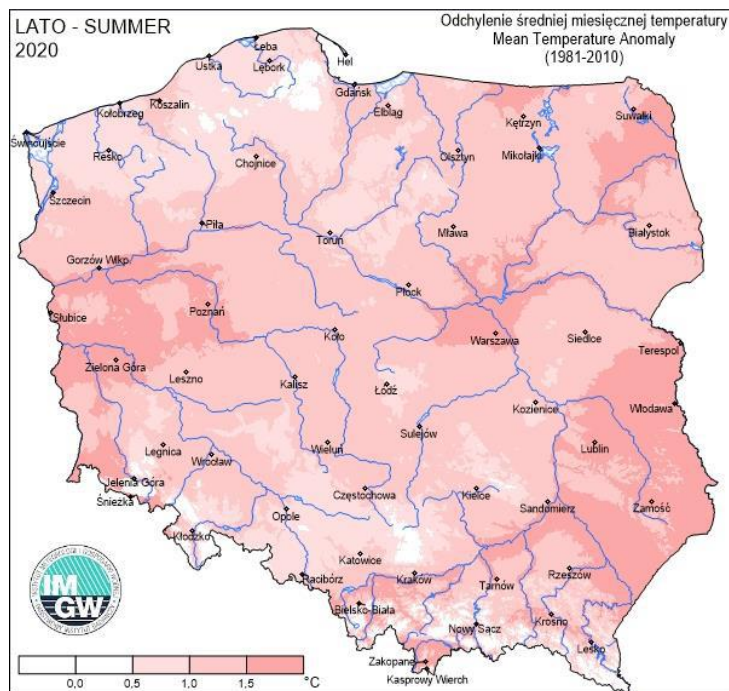 LATO - SUMMER
2020
Odchylenie średniej miesięcznej temperatury
Mean Temperature Anomaly
(1981-2010)
Łeba
Hel
Ustka
Lębork
Gdańsk
Koszalin
Kołobrzeg
Elbląg
Kętrzyn
Suwałki
Świnoujście
Resko
Chojnice
Olsztyn
Mikołajki
Szczecin
Piła
Toruń
Mława
Białystok
Gorzów Wlkp.
Płock
Słubice
Poznań
Koło
Warszawa
Siedlce
Terespol
Zielona Góra
Leszno
Kalisz
Łódź
Włodawa
Kozienice
Sulejów
Legnica
Wrocław
Wieluń
Lublin
Jelenia Góra
Śnieżka
Częstochowa
Kielce
Sandomierz
Zamość
Opole
Kłodzko
Katowice
Racibórz
Kraków
Tarnów
Rzeszów
Bielsko-Biała
Nowy Sącz
Krosno
Lesko
Zakopane
Kasprowy Wierch
IM
GW
0,0 0,5 1,0 1,5 °C